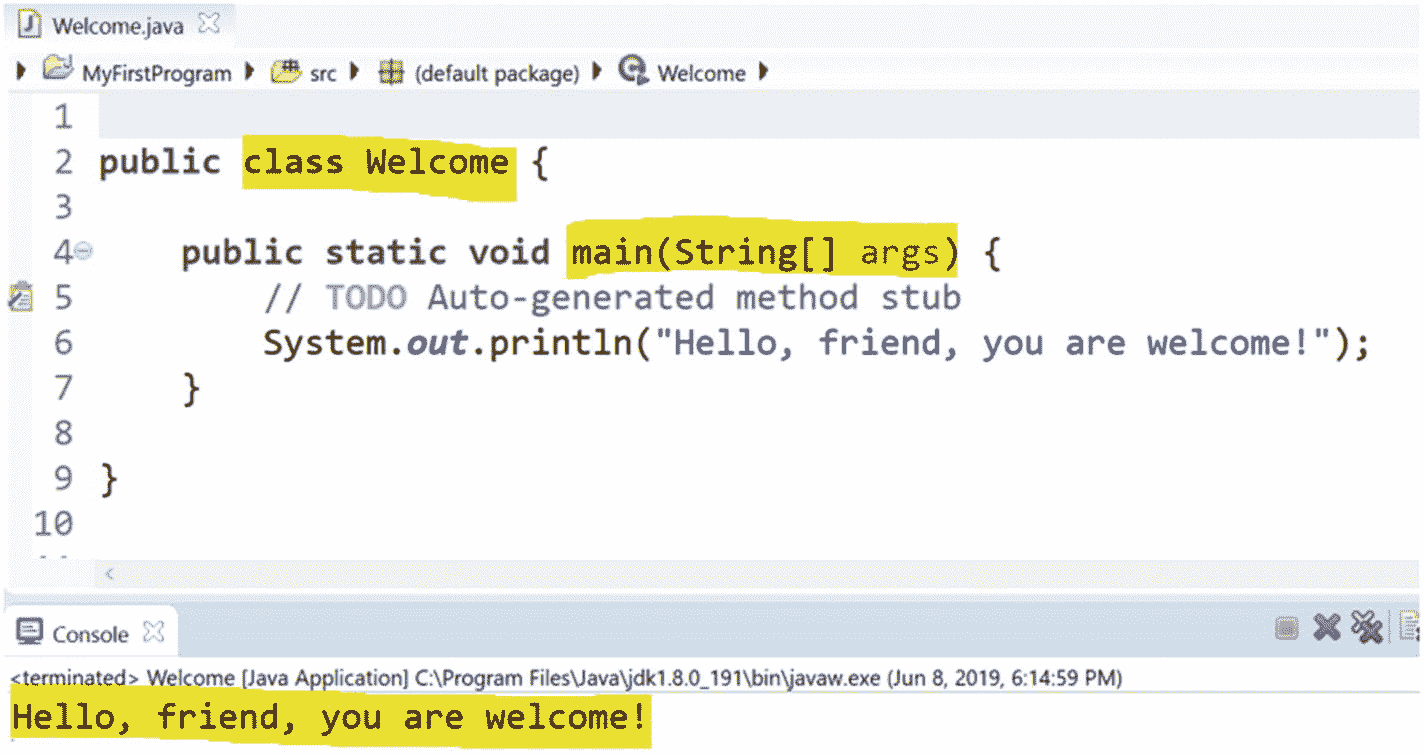 Welcome.java
MyFirstProgram src (default package) Welcome
1
2 public class Welcome {
3
4 public static void main(String[] args) {
5 // TODO Auto-generated method stub
6 System.out.println("Hello, friend, you are welcome!");
7 }
8
9 }
10
Console
<terminated> Welcome [Java Application] C:\Program Files\Java\jdk1.8.0_191\bin\javaw.exe (Jun 8, 2019, 6:14:59 PM)
Hello, friend, you are welcome!